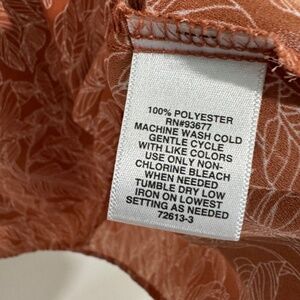 100% POLYESTER
RN#93677
MACHINE WASH COLD
GENTLE CYCLE
WITH LIKE COLORS
USE ONLY NON-
CHLORINE BLEACH
WHEN NEEDED
TUMBLE DRY LOW
IRON ON LOWEST
SETTING AS NEEDED
72613-3